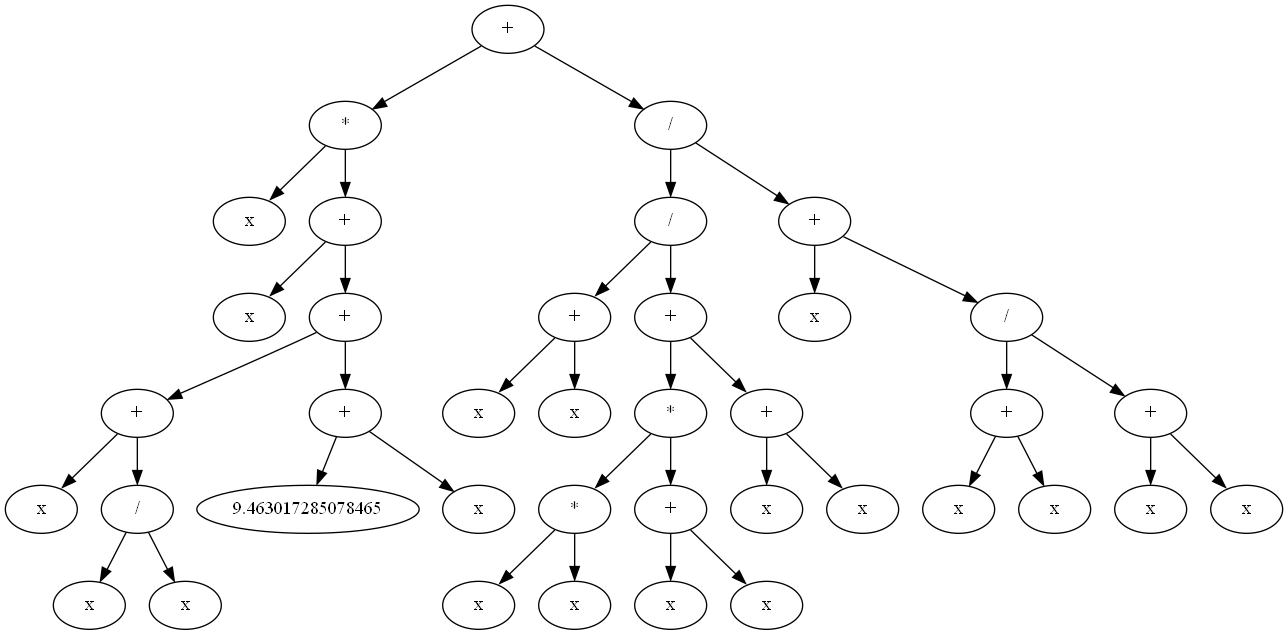 +
* /
x + / +
x + + + x /
+ + x x * + + +
x / 9.463017285078465 x * + x x x x x x
x x x x x x